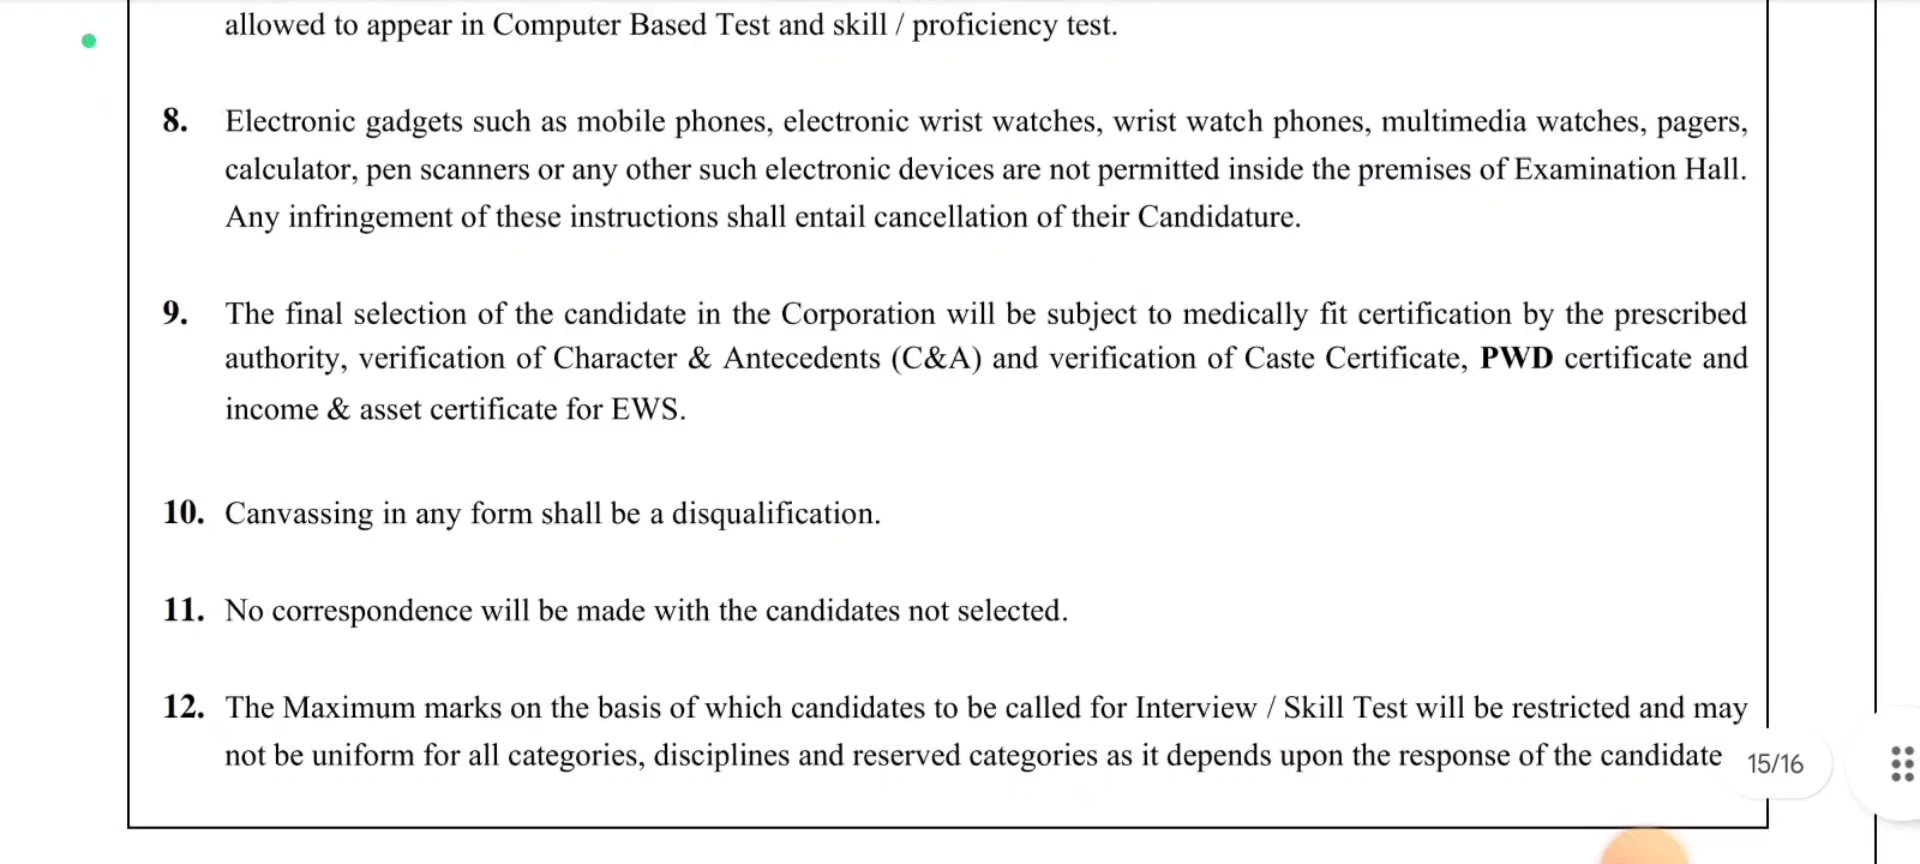 allowed to appear in Computer Based Test and skill / proficiency test.
8. Electronic gadgets such as mobile phones, electronic wrist watches, wrist watch phones, multimedia watches, pagers,
calculator, pen scanners or any other such electronic devices are not permitted inside the premises of Examination Hall.
Any infringement of these instructions shall entail cancellation of their Candidature.
9. The final selection of the candidate in the Corporation will be subject to medically fit certification by the prescribed
authority, verification of Character & Antecedents (C&A) and verification of Caste Certificate, PWD certificate and
income & asset certificate for EWS.
10. Canvassing in any form shall be a disqualification.
11. No correspondence will be made with the candidates not selected.
12. The Maximum marks on the basis of which candidates to be called for Interview / Skill Test will be restricted and may
not be uniform for all categories, disciplines and reserved categories as it depends upon the response of the candidate
15/16